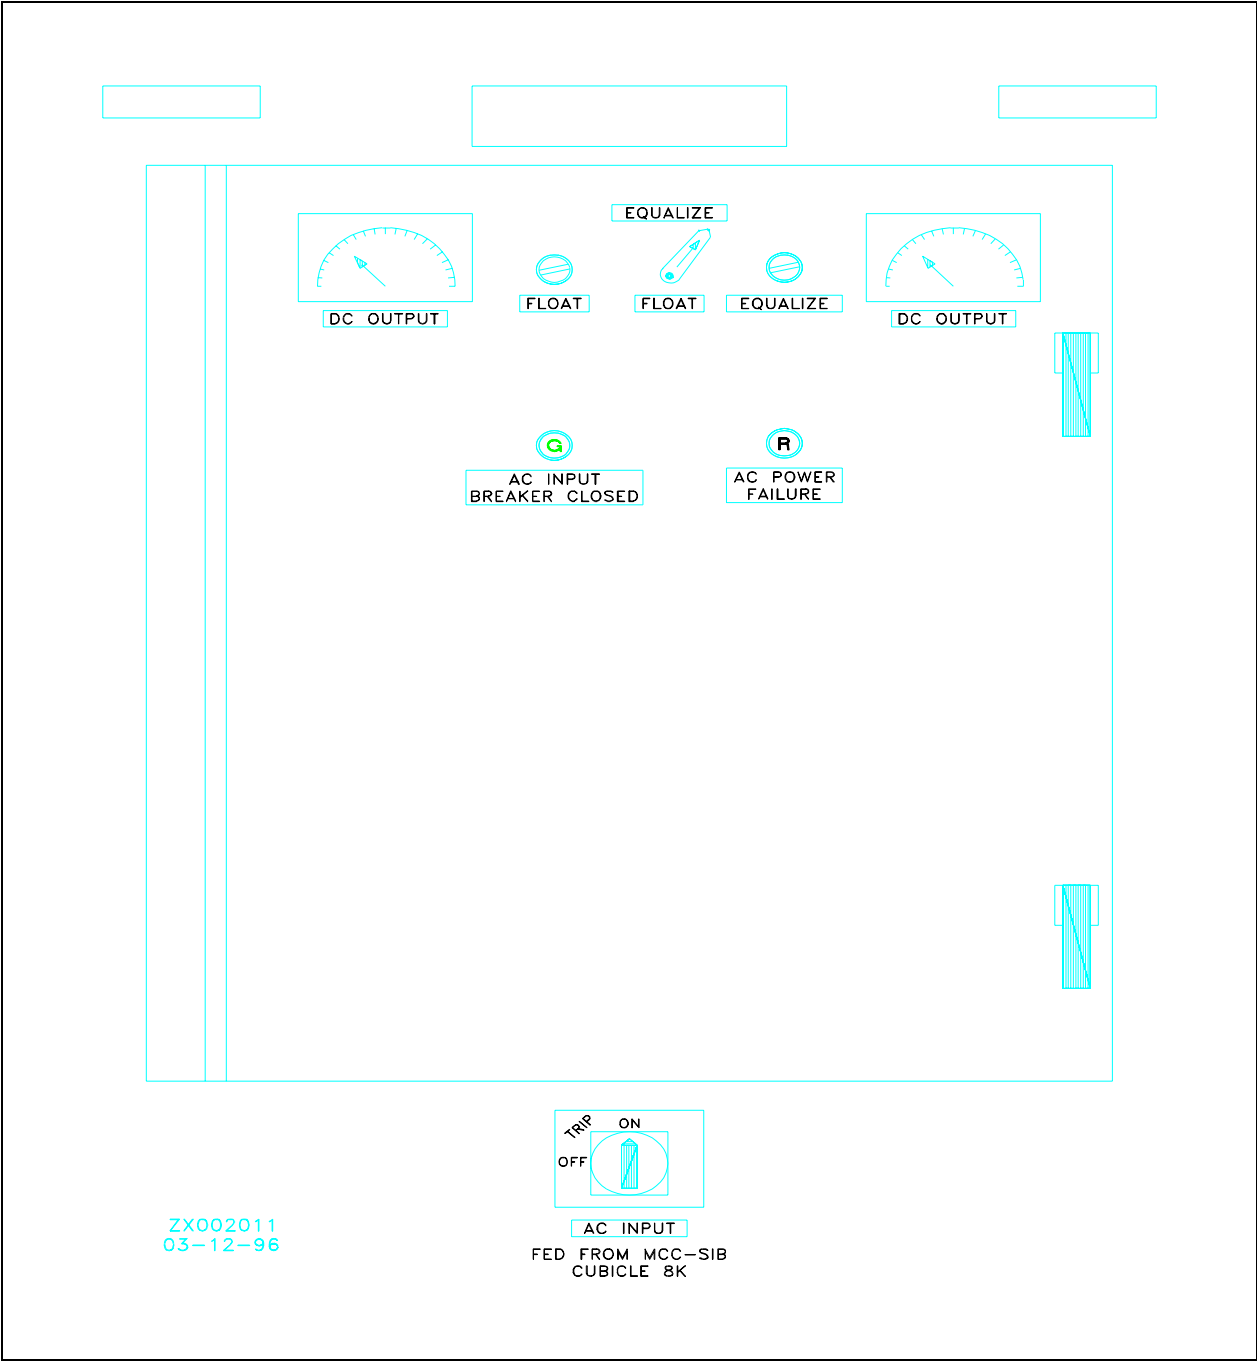 EQUALIZE
FLOAT
FLOAT
EQUALIZE
DC OUTPUT
DC OUTPUT
G
R
AC INPUT
BREAKER CLOSED
AC POWER
FAILURE
TRIP
ON
OFF
AC INPUT
FED FROM MCC-SIB
CUBICLE 8K
ZX002011
03-12-96